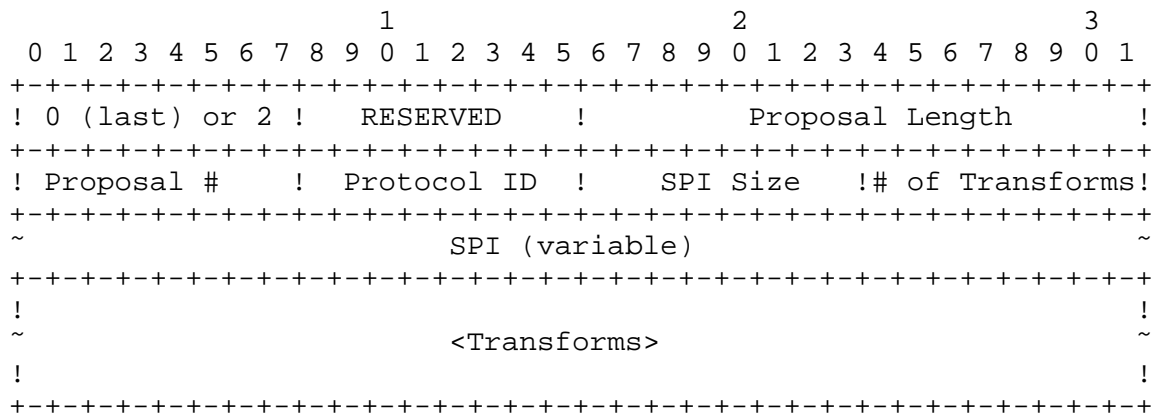 1                   2                   3
 0 1 2 3 4 5 6 7 8 9 0 1 2 3 4 5 6 7 8 9 0 1 2 3 4 5 6 7 8 9 0 1
+-+-+-+-+-+-+-+-+-+-+-+-+-+-+-+-+-+-+-+-+-+-+-+-+-+-+-+-+-+-+-+-+
! 0 (last) or 2 !   RESERVED    !         Proposal Length       !
+-+-+-+-+-+-+-+-+-+-+-+-+-+-+-+-+-+-+-+-+-+-+-+-+-+-+-+-+-+-+-+-+
! Proposal #    !  Protocol ID  !    SPI Size   !# of Transforms!
+-+-+-+-+-+-+-+-+-+-+-+-+-+-+-+-+-+-+-+-+-+-+-+-+-+-+-+-+-+-+-+-+
~                        SPI (variable)                         ~
+-+-+-+-+-+-+-+-+-+-+-+-+-+-+-+-+-+-+-+-+-+-+-+-+-+-+-+-+-+-+-+-+
!                                                               !
~                        <Transforms>                           ~
!                                                               !
+-+-+-+-+-+-+-+-+-+-+-+-+-+-+-+-+-+-+-+-+-+-+-+-+-+-+-+-+-+-+-+-+